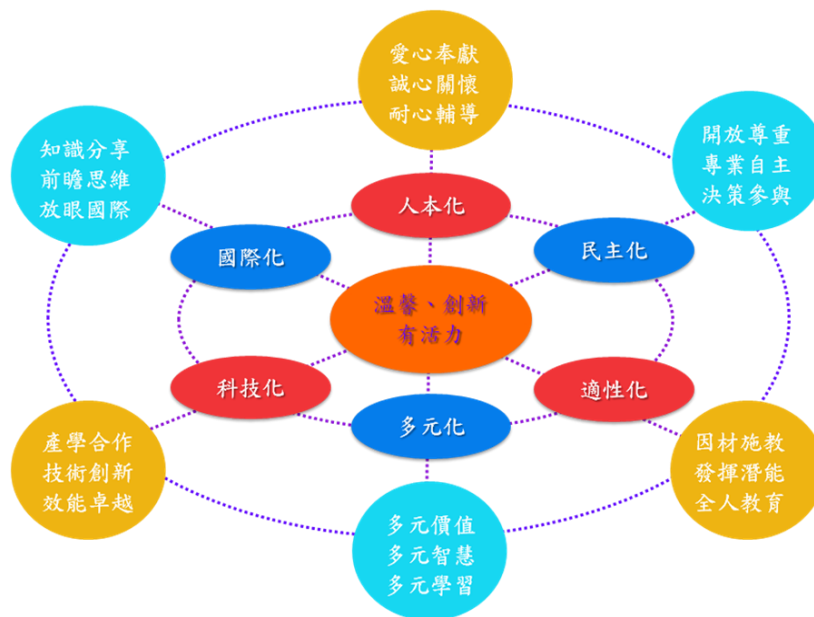 愛心奉獻
誠心關懷
耐心輔導
知識分享
前瞻思維
放眼國際
開放尊重
專業自主
決策參與
人本化
國際化
民主化
溫馨、創新
有活力
科技化
適性化
多元化
產學合作
技術創新
效能卓越
因材施教
發揮潛能
全人教育
多元價值
多元智慧
多元學習